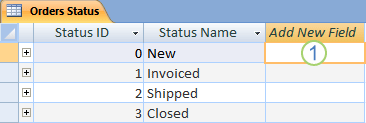 Orders Status
Status ID Status Name Add New Field
0 New 1
1 Invoiced
2 Shipped
3 Closed